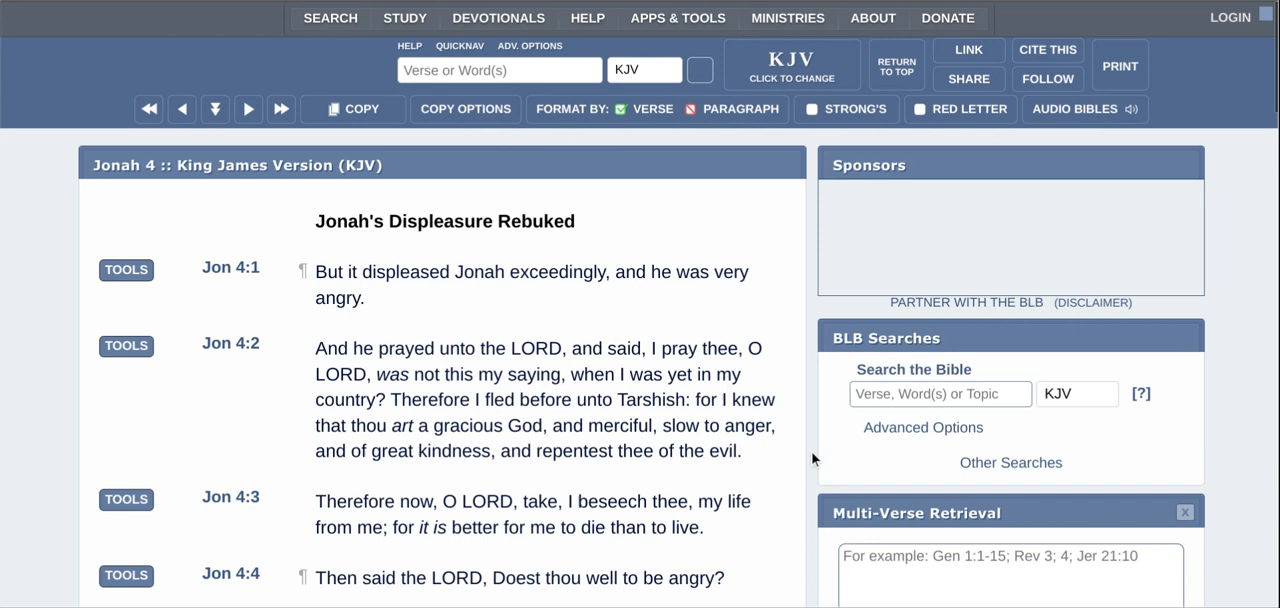 SEARCH STUDY DEVOTIONALS HELP APPS & TOOLS MINISTRIES ABOUT DONATE LOGIN
HELP QUICKNAV ADV. OPTIONS
Verse or Word(s) KJV
KJV
CLICK TO CHANGE
RETURN
TO TOP
LINK CITE THIS
SHARE FOLLOW
PRINT
COPY COPY OPTIONS FORMAT BY: VERSE PARAGRAPH STRONG'S RED LETTER AUDIO BIBLES
Jonah 4 :: King James Version (KJV)
Jonah's Displeasure Rebuked
TOOLS Jon 4:1 ¶ But it displeased Jonah exceedingly, and he was very
angry.
TOOLS Jon 4:2 And he prayed unto the LORD, and said, I pray thee, O
LORD, was not this my saying, when I was yet in my
country? Therefore I fled before unto Tarshish: for I knew
that thou art a gracious God, and merciful, slow to anger,
and of great kindness, and repentest thee of the evil.
TOOLS Jon 4:3 Therefore now, O LORD, take, I beseech thee, my life
from me; for it is better for me to die than to live.
TOOLS Jon 4:4 ¶ Then said the LORD, Doest thou well to be angry?
Sponsors
PARTNER WITH THE BLB (DISCLAIMER)
BLB Searches
Search the Bible
Verse, Word(s) or Topic KJV [?]
Advanced Options
Other Searches
Multi-Verse Retrieval x
For example: Gen 1:1-15; Rev 3; 4; Jer 21:10